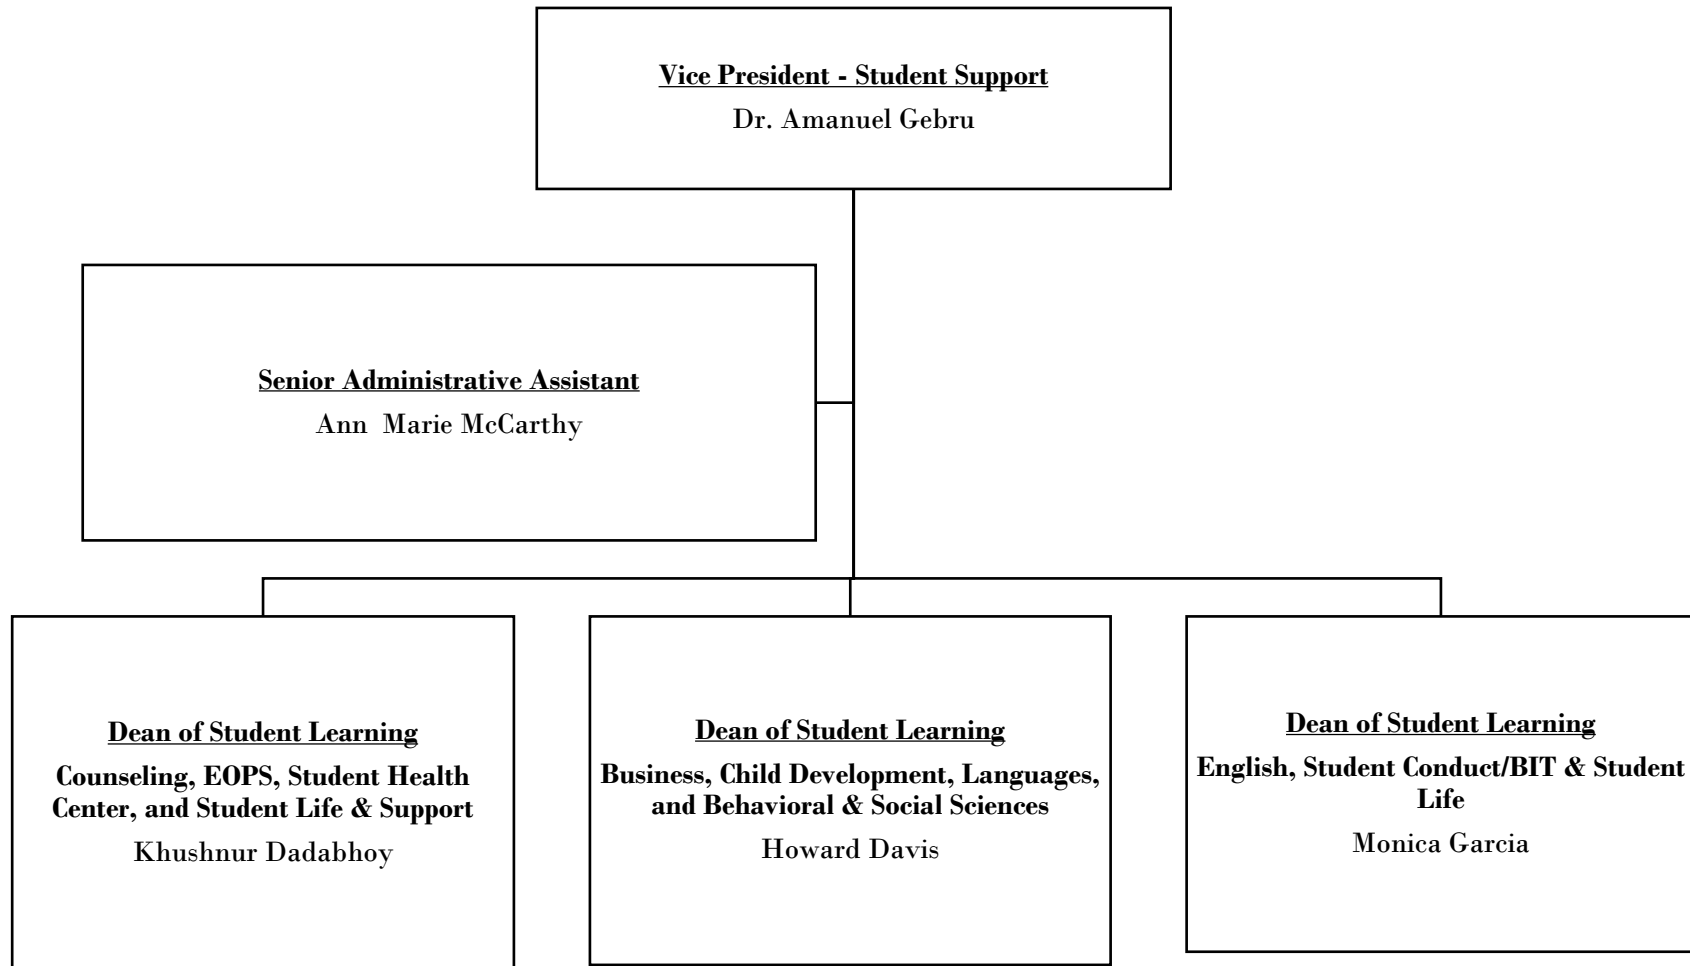 Vice President - Student Support
Dr. Amanuel Gebru
Senior Administrative Assistant
Ann  Marie McCarthy
Dean of Student Learning
Counseling, EOPS, Student Health
Center, and Student Life & Support
Khushnur Dadabhoy
Dean of Student Learning
Business, Child Development, Languages,
and Behavioral & Social Sciences
Howard Davis
Dean of Student Learning
English, Student Conduct/BIT & Student
Life
Monica Garcia